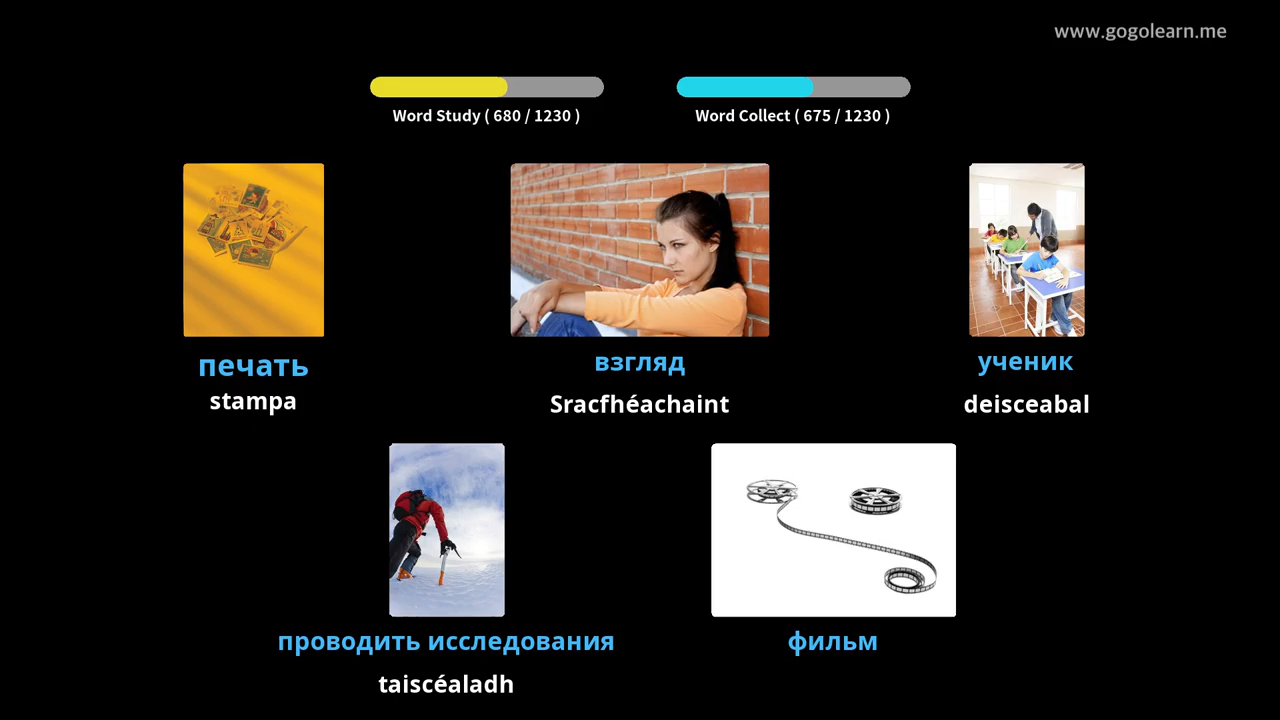 www.gogolearn.me
Word Study ( 680 / 1230 )
Word Collect ( 675 / 1230 )
печать
stampa
взгляд
Sracfhéachaint
ученик
deisceabal
проводить исследования
taiscéaladh
фильм